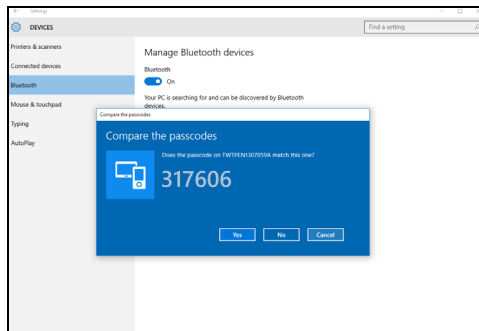 Settings
DEVICES
Find a setting
Printers & scanners
Connected devices
Bluetooth
Mouse & touchpad
Typing
AutoPlay
Manage Bluetooth devices
Bluetooth
On
Your PC is searching for and can be discovered by Bluetooth
devices.
Compare the passcodes
Compare the passcodes
Does the passcode on TWTPEN1307059A match this one?
317606
Yes
No
Cancel